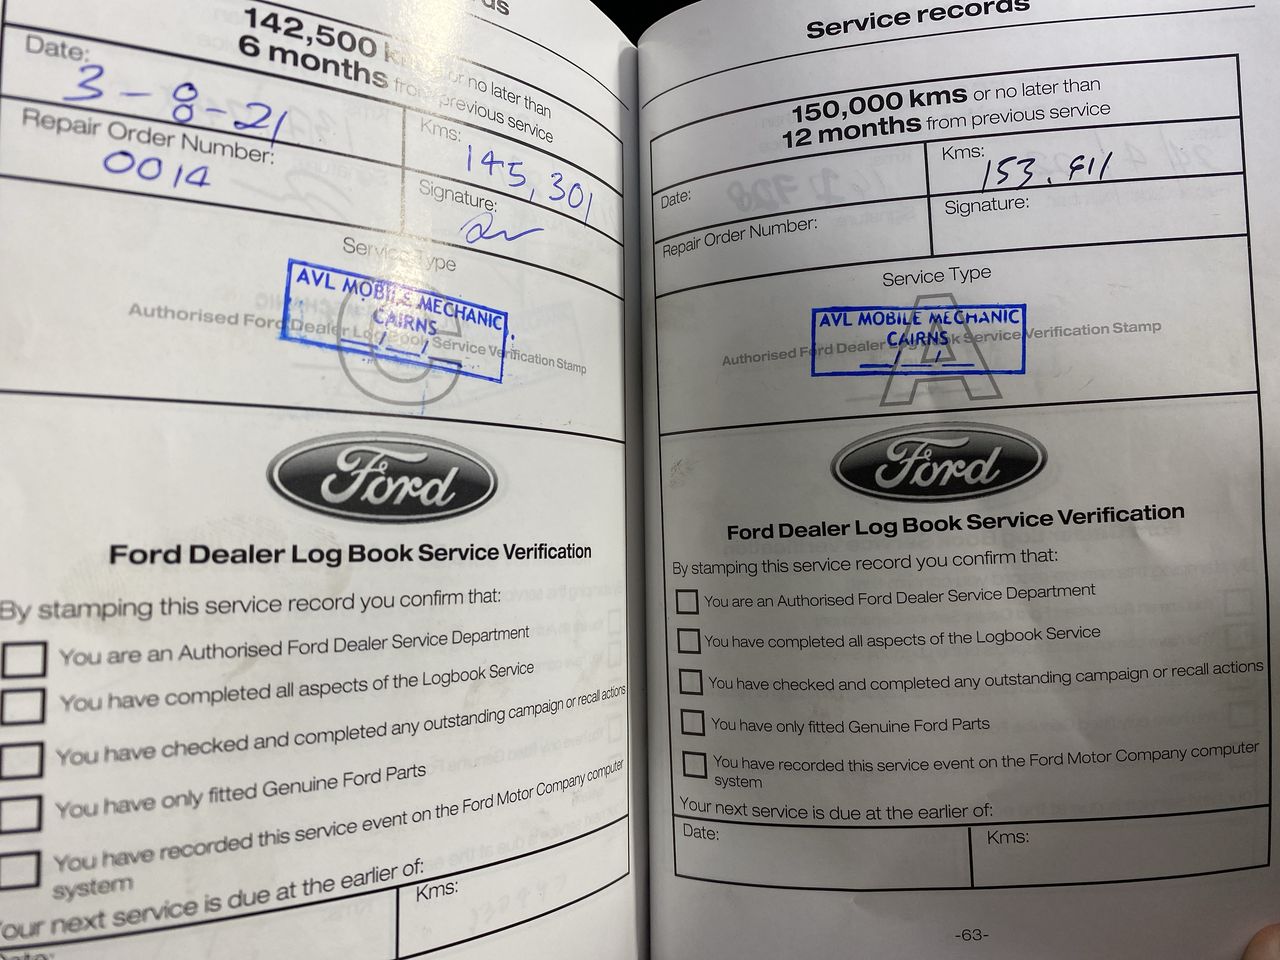 142,500 kms or no later than
6 months from previous service
Date:
3-8-21
Kms:
145,301
Repair Order Number:
0014
Signature:
Service Type
C
Authorised Ford Dealer Log Book Service Verification Stamp
AVL MOBILE MECHANIC
CAIRNS
Ford
Ford Dealer Log Book Service Verification
By stamping this service record you confirm that:
You are an Authorised Ford Dealer Service Department
You have completed all aspects of the Logbook Service
You have checked and completed any outstanding campaign or recall actions
You have only fitted Genuine Ford Parts
You have recorded this service event on the Ford Motor Company computer
system
Your next service is due at the earlier of:
Date:
Kms:
Service records
150,000 kms or no later than
12 months from previous service
Date:
Kms:
153.411
Repair Order Number:
Signature:
Service Type
A
Authorised Ford Dealer Log Book Service Verification Stamp
AVL MOBILE MECHANIC
CAIRNS
Ford
Ford Dealer Log Book Service Verification
By stamping this service record you confirm that:
You are an Authorised Ford Dealer Service Department
You have completed all aspects of the Logbook Service
You have checked and completed any outstanding campaign or recall actions
You have only fitted Genuine Ford Parts
You have recorded this service event on the Ford Motor Company computer
system
Your next service is due at the earlier of:
Date:
Kms:
-63-